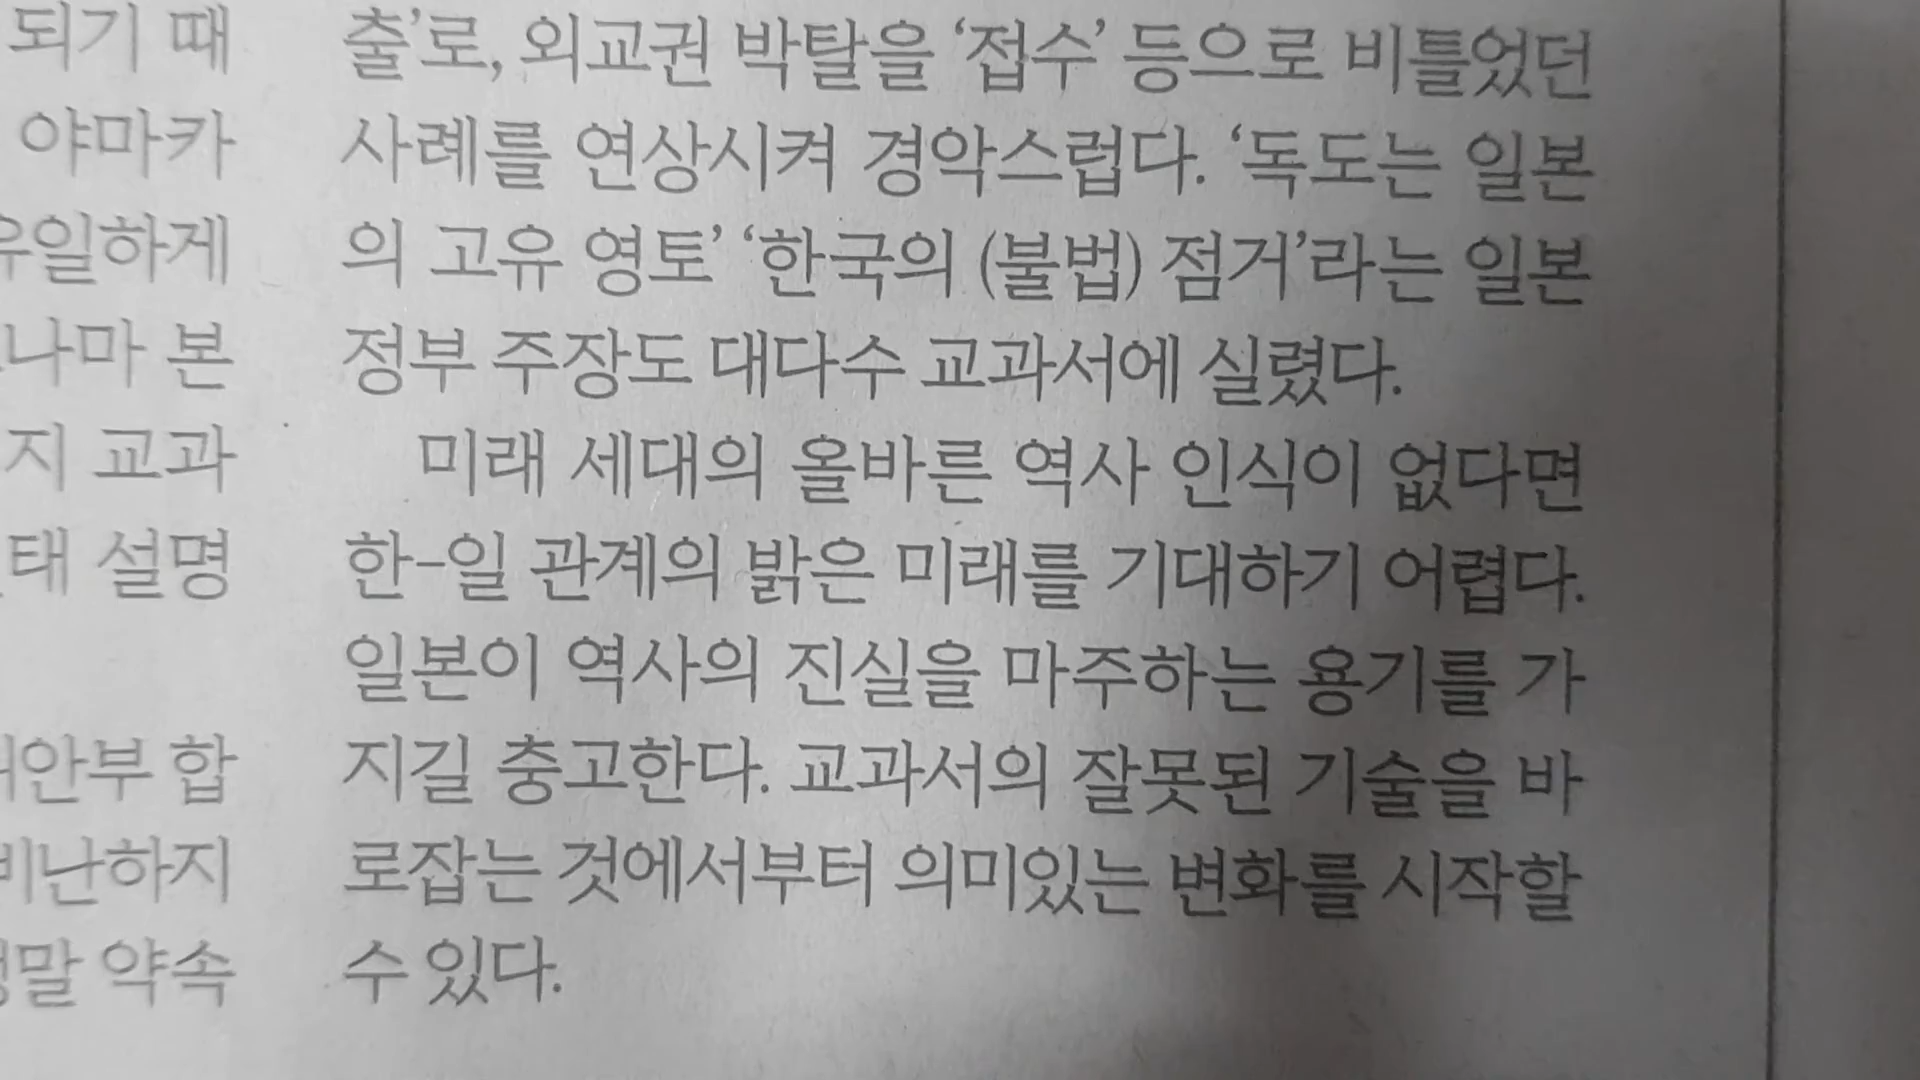 되기 때
야마카
일하게
나마 본
지 교과
태 설명
안부 합
비난하지
말 약속
출’로, 외교권 박탈을 ‘접수’ 등으로 비틀었던
사례를 연상시켜 경악스럽다. ‘독도는 일본
의 고유 영토’ ‘한국의 (불법) 점거’라는 일본
정부 주장도 대다수 교과서에 실렸다.
미래 세대의 올바른 역사 인식이 없다면
한-일 관계의 밝은 미래를 기대하기 어렵다.
일본이 역사의 진실을 마주하는 용기를 가
지길 충고한다. 교과서의 잘못된 기술을 바
로잡는 것에서부터 의미있는 변화를 시작할
수 있다.